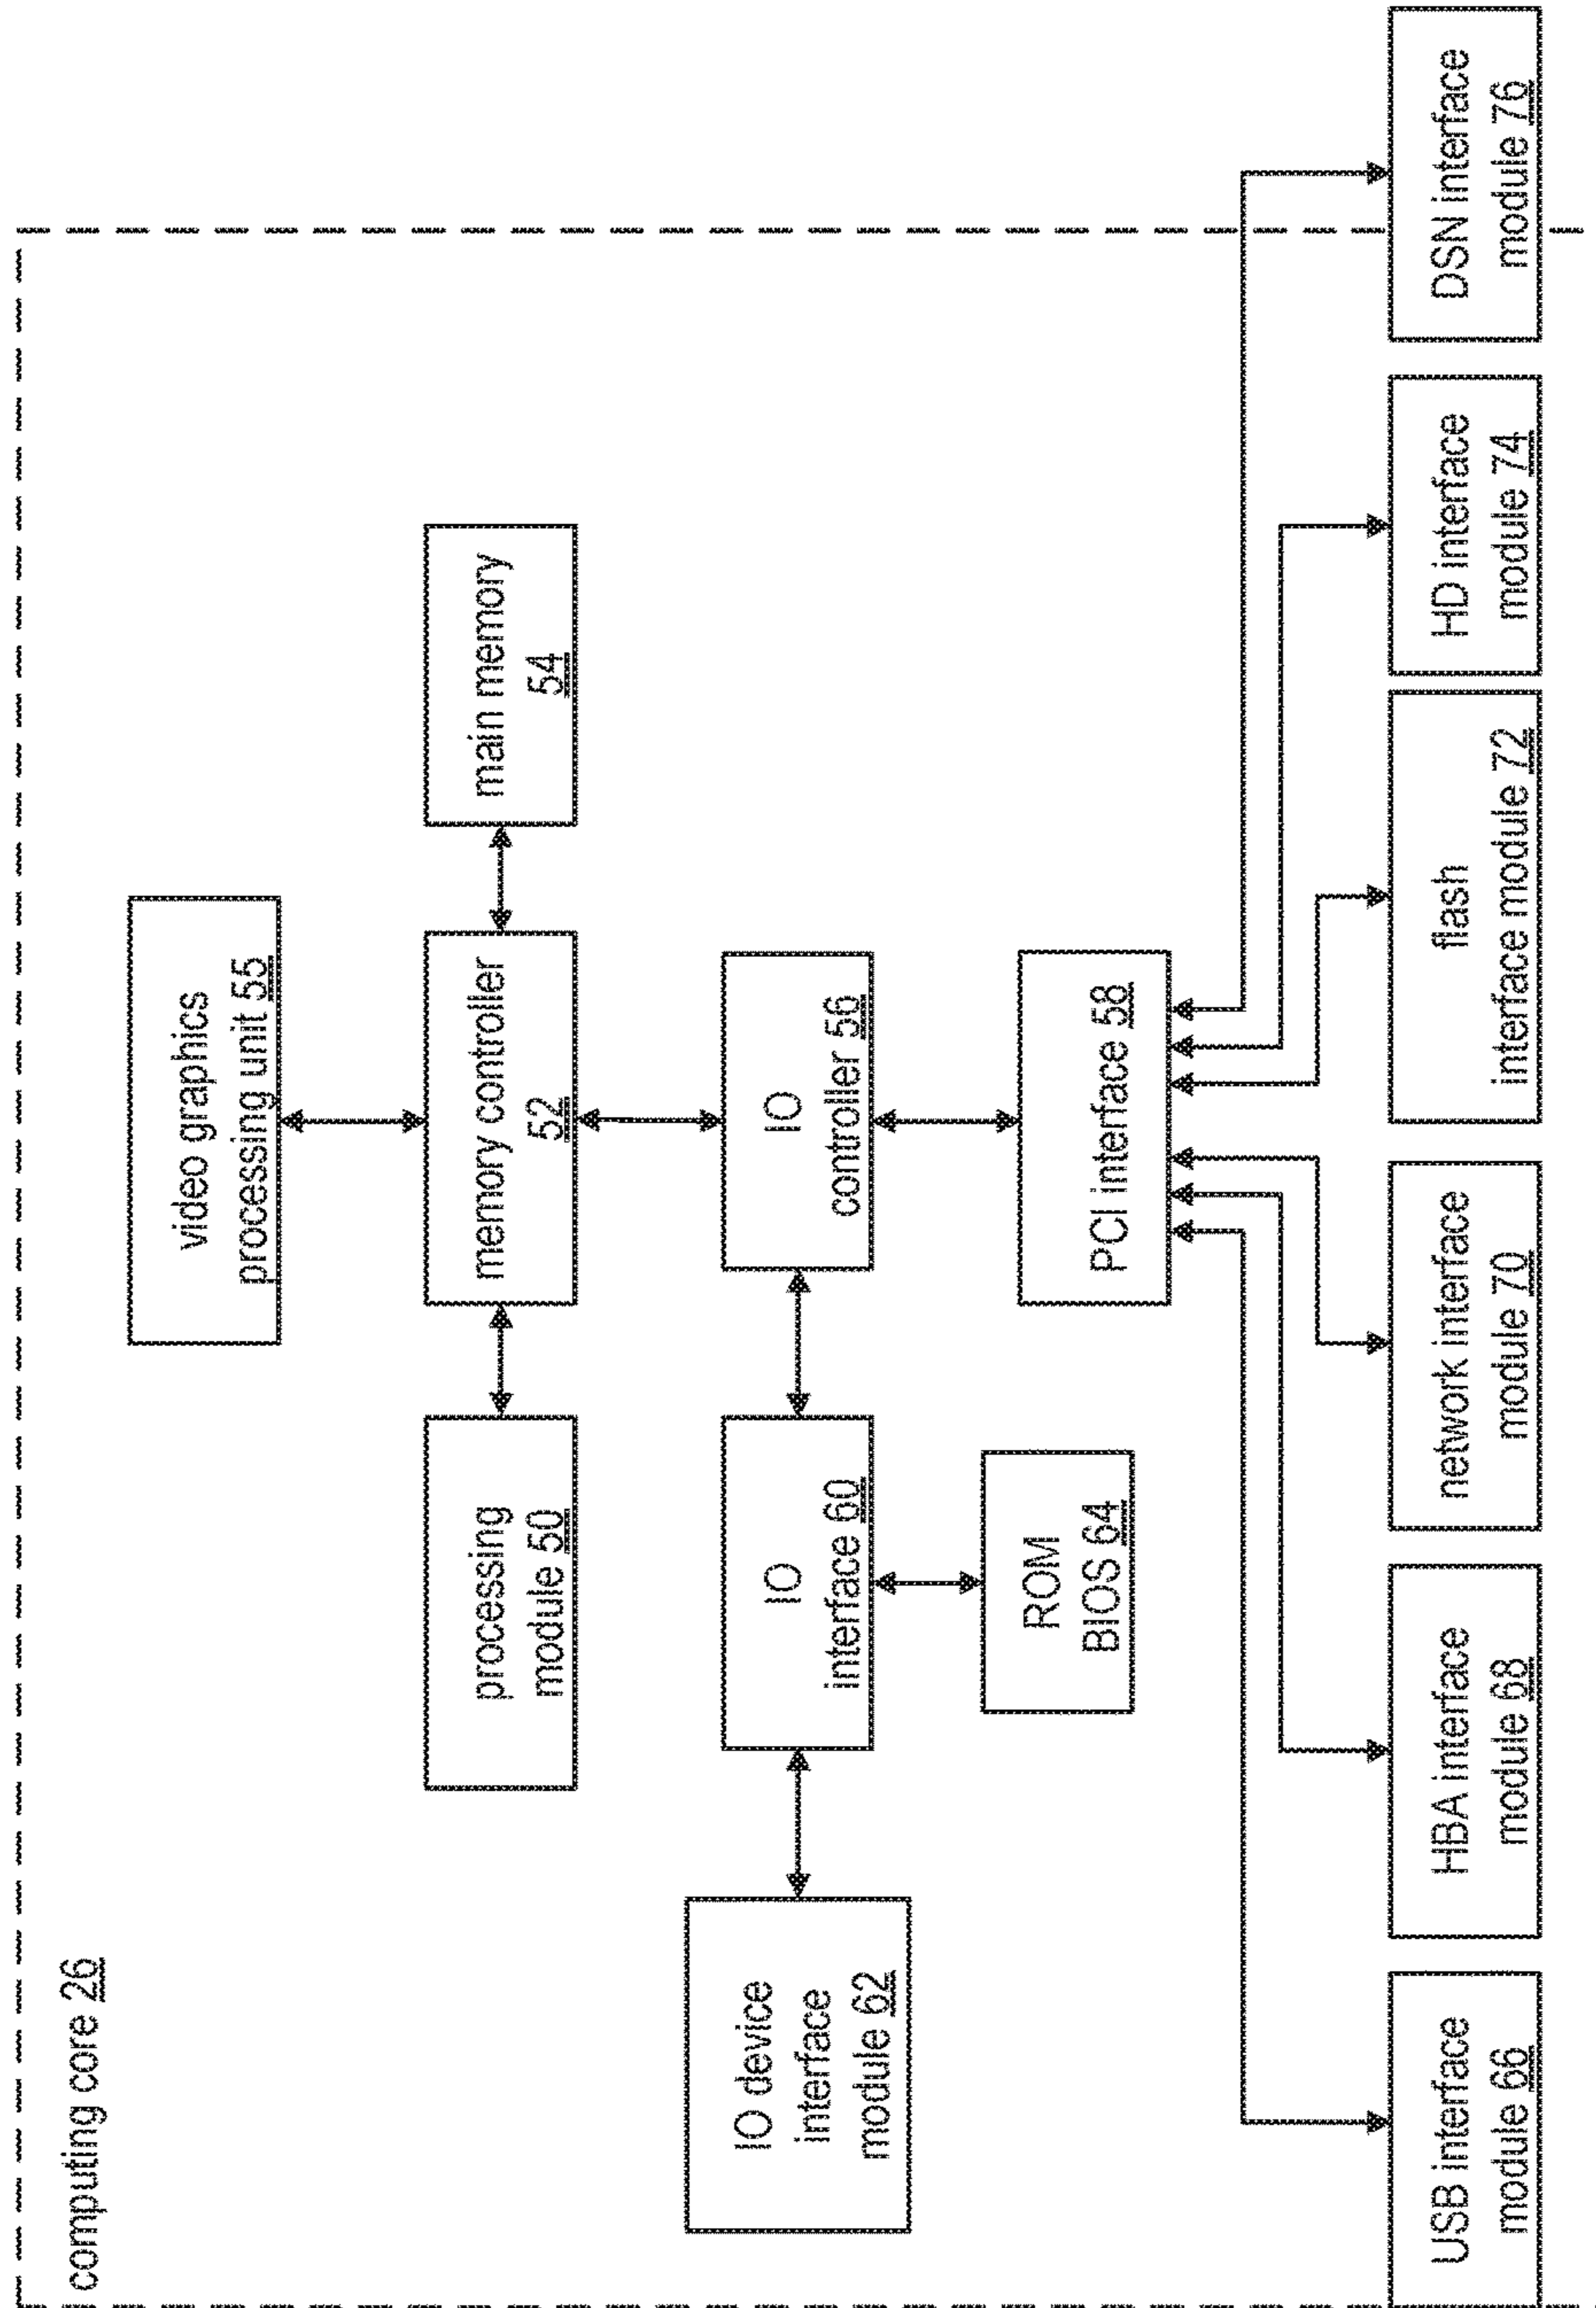 computing core 26
video graphics
processing unit 55
processing
module 50
memory controller
52
main memory
54
IO device
interface
module 62
IO
interface 60
IO
controller 56
ROM
BIOS 64
PCI interface 58
USB interface
module 66
HBA interface
module 68
network interface
module 70
flash
interface module 72
HD interface
module 74
DSN interface
module 76